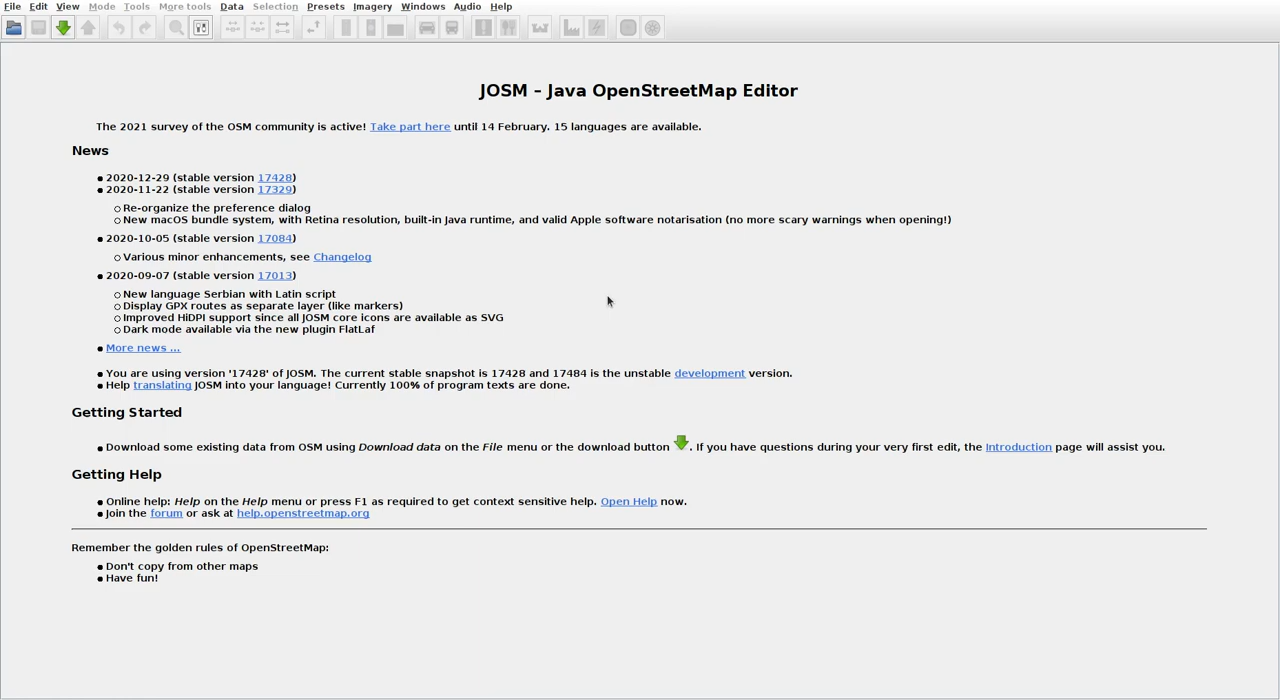 File Edit View Mode Tools More tools Data Selection Presets Imagery Windows Audio Help
JOSM – Java OpenStreetMap Editor
The 2021 survey of the OSM community is active! Take part here until 14 February. 15 languages are available.
News
2020-12-29 (stable version 17428)
2020-11-22 (stable version 17329)
Re-organize the preference dialog
New macOS bundle system, with Retina resolution, built-in Java runtime, and valid Apple software notarisation (no more scary warnings when opening!)
2020-10-05 (stable version 17084)
Various minor enhancements, see Changelog
2020-09-07 (stable version 17013)
New language Serbian with Latin script
Display GPX routes as separate layer (like markers)
Improved HiDPI support since all JOSM core icons are available as SVG
Dark mode available via the new plugin FlatLaf
More news ...
You are using version '17428' of JOSM. The current stable snapshot is 17428 and 17484 is the unstable development version.
Help translating JOSM into your language! Currently 100% of program texts are done.
Getting Started
Download some existing data from OSM using Download data on the File menu or the download button . If you have questions during your very first edit, the Introduction page will assist you.
Getting Help
Online help: Help on the Help menu or press F1 as required to get context sensitive help. Open Help now.
Join the forum or ask at help.openstreetmap.org
Remember the golden rules of OpenStreetMap:
Don't copy from other maps
Have fun!